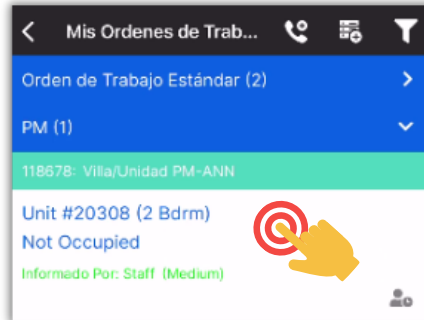 Mis Ordenes de Trab...
Orden de Trabajo Estándar (2)
PM (1)
118678: Villa/Unidad PM-ANN
Unit #20308 (2 Bdrm)
Not Occupied
Informado Por: Staff (Medium)